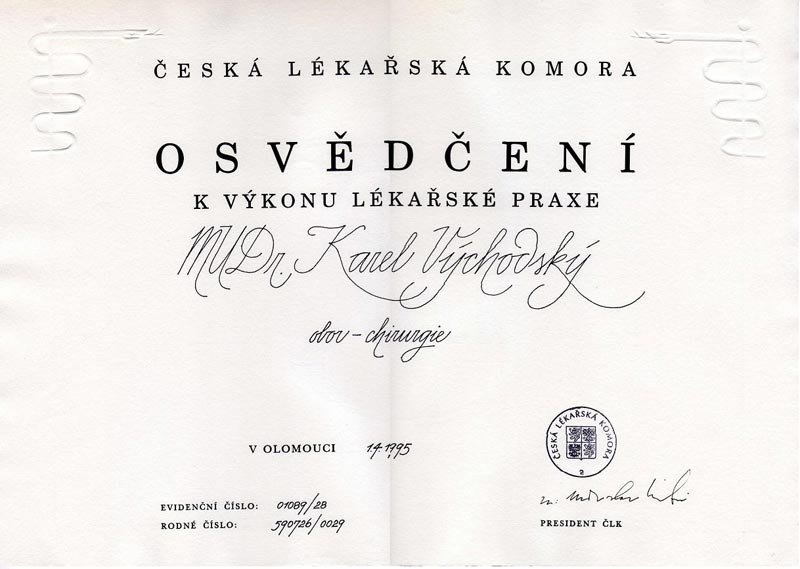 ČESKÁ LÉKAŘSKÁ KOMORA
OSVĚDČENÍ
K VÝKONU LÉKAŘSKÉ PRAXE
MUDr. Karel Východský
obor – chirurgie
V OLOMOUCI 1.4.1995
ČESKÁ LÉKAŘSKÁ KOMORA
2
EVIDENČNÍ ČÍSLO: 01089/28
RODNÉ ČÍSLO: 590726/0029
PRESIDENT ČLK